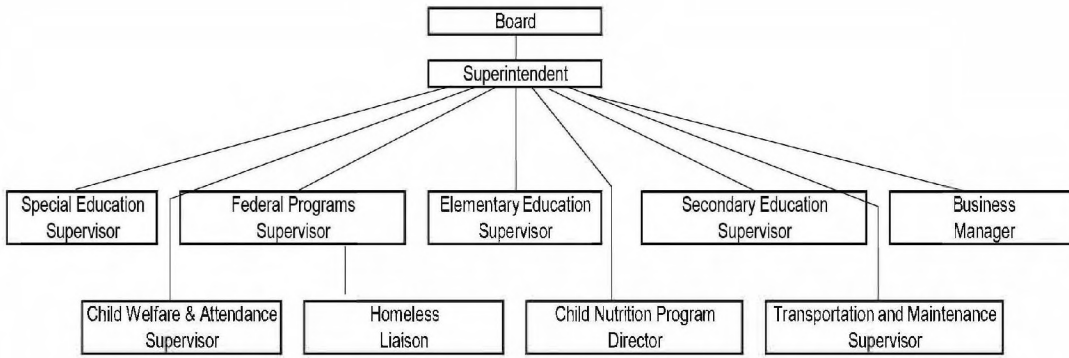 Board
Superintendent
Special Education
Supervisor
Federal Programs
Supervisor
Elementary Education
Supervisor
Secondary Education
Supervisor
Business
Manager
Child Welfare & Attendance
Supervisor
Homeless
Liaison
Child Nutrition Program
Director
Transportation and Maintenance
Supervisor